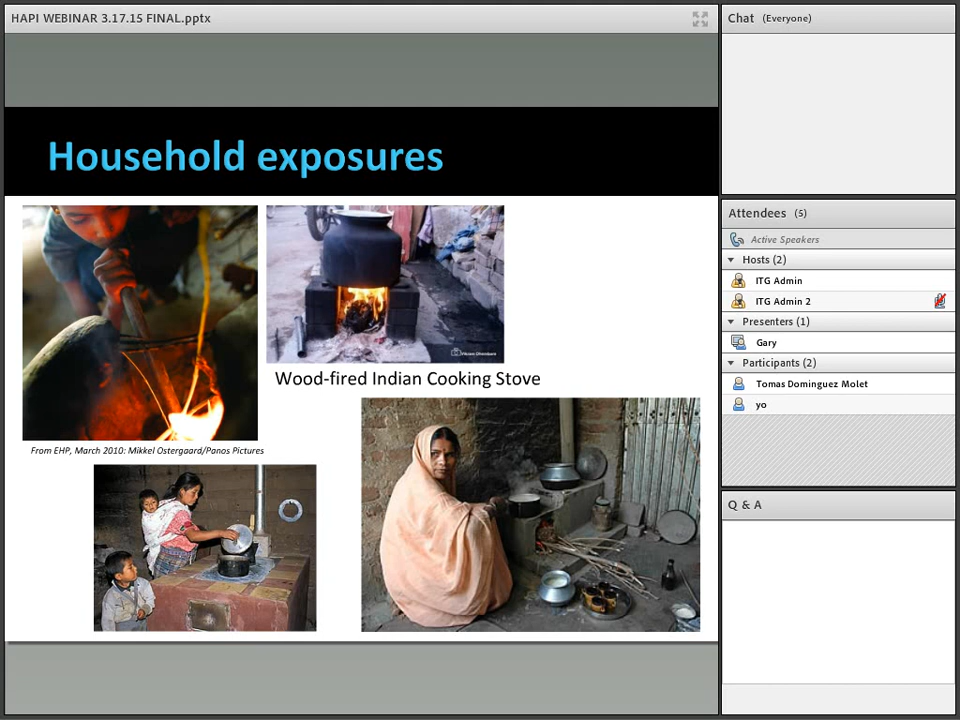 HAPI WEBINAR 3.17.15 FINAL.pptx
Household exposures
Vikram Ghambhare
Wood-fired Indian Cooking Stove
From EHP, March 2010: Mikkel Ostergaard/Panos Pictures
Chat (Everyone)
Attendees (5)
Active Speakers
Hosts (2)
ITG Admin
ITG Admin 2
Presenters (1)
Gary
Participants (2)
Tomas Dominguez Molet
yo
Q & A